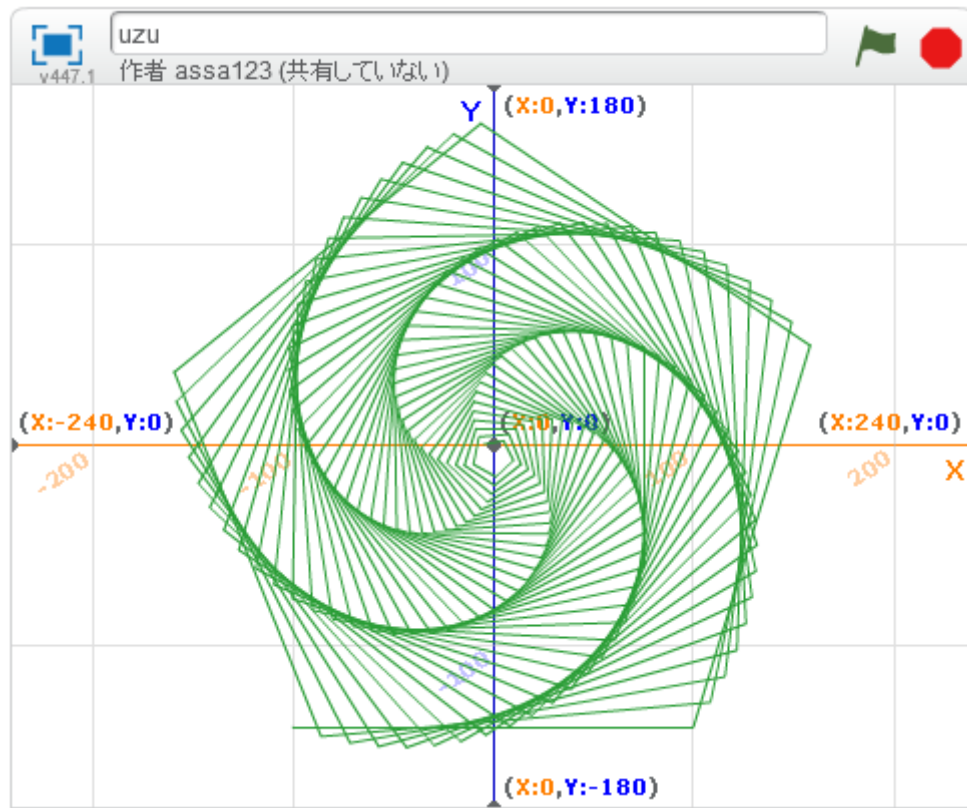 uzu
v447.1
作者 assa123 (共有していない)
Y
(X:0,Y:180)
100
(X:-240,Y:0)
(X:0,Y:0)
(X:240,Y:0)
-200
-100
100
200
X
-100
(X:0,Y:-180)